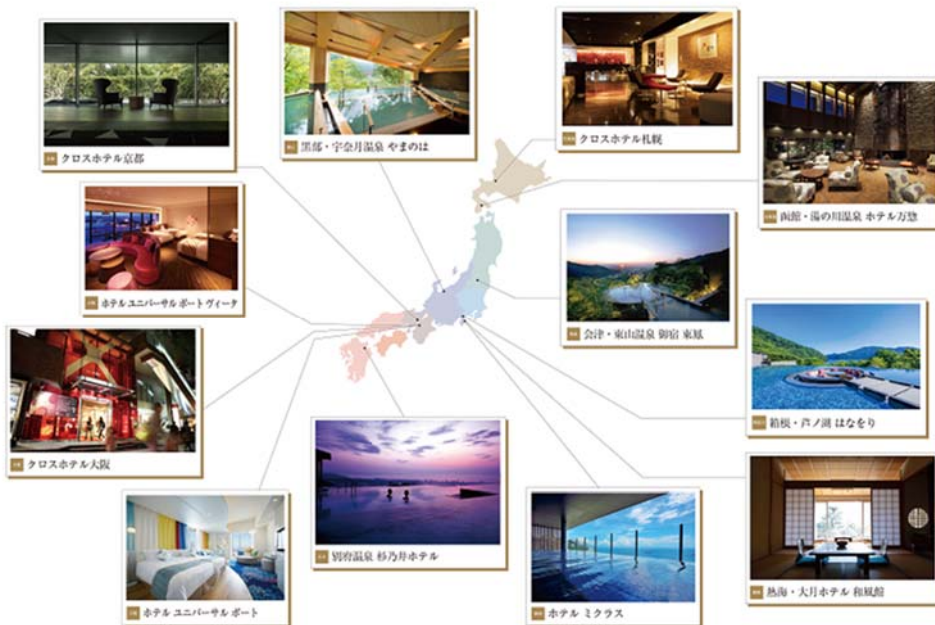 クロスホテル京都
黒部・宇奈月温泉 やまのは
クロスホテル札幌
函館・湯の川温泉 ホテル万惣
ホテル ユニバーサル ポート ヴィータ
会津・東山温泉 御宿 東鳳
箱根・芦ノ湖 はなをり
クロスホテル大阪
別府温泉 杉乃井ホテル
熱海・大月ホテル 和風館
ホテル ユニバーサル ポート
ホテル ミクラス